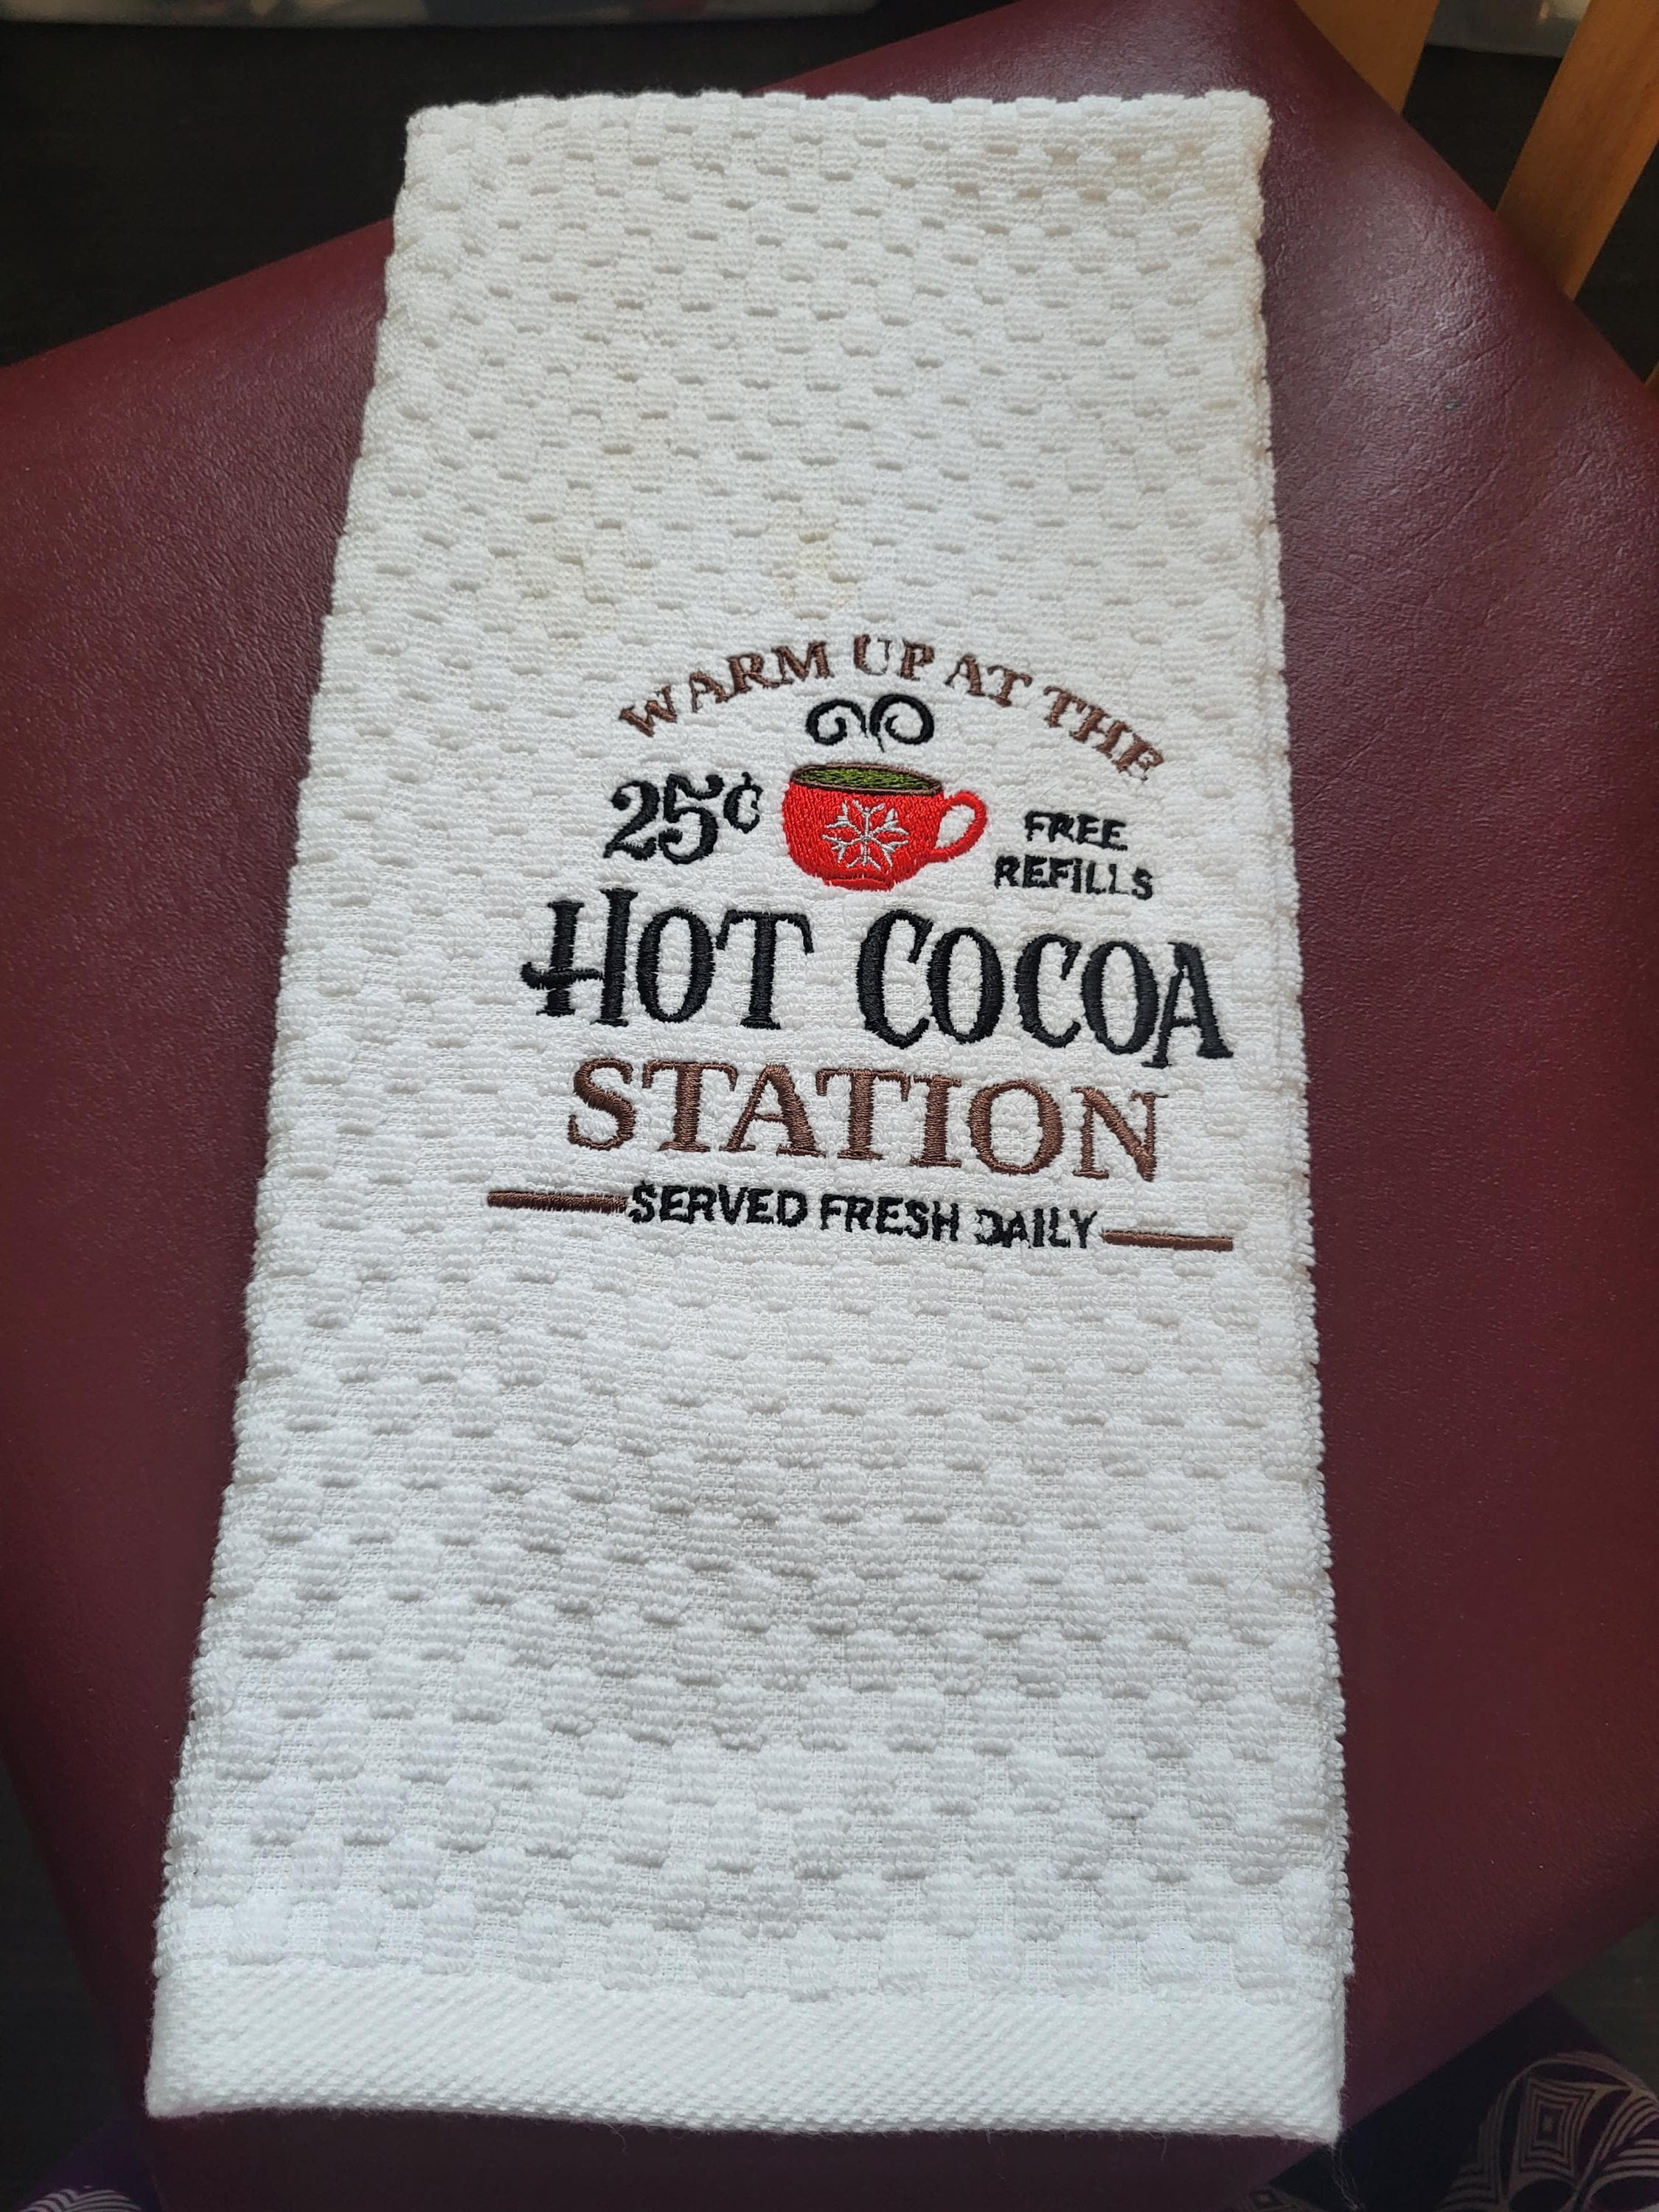 WARM UP AT THE
25¢
FREE
REFILLS
HOT COCOA
STATION
SERVED FRESH DAILY